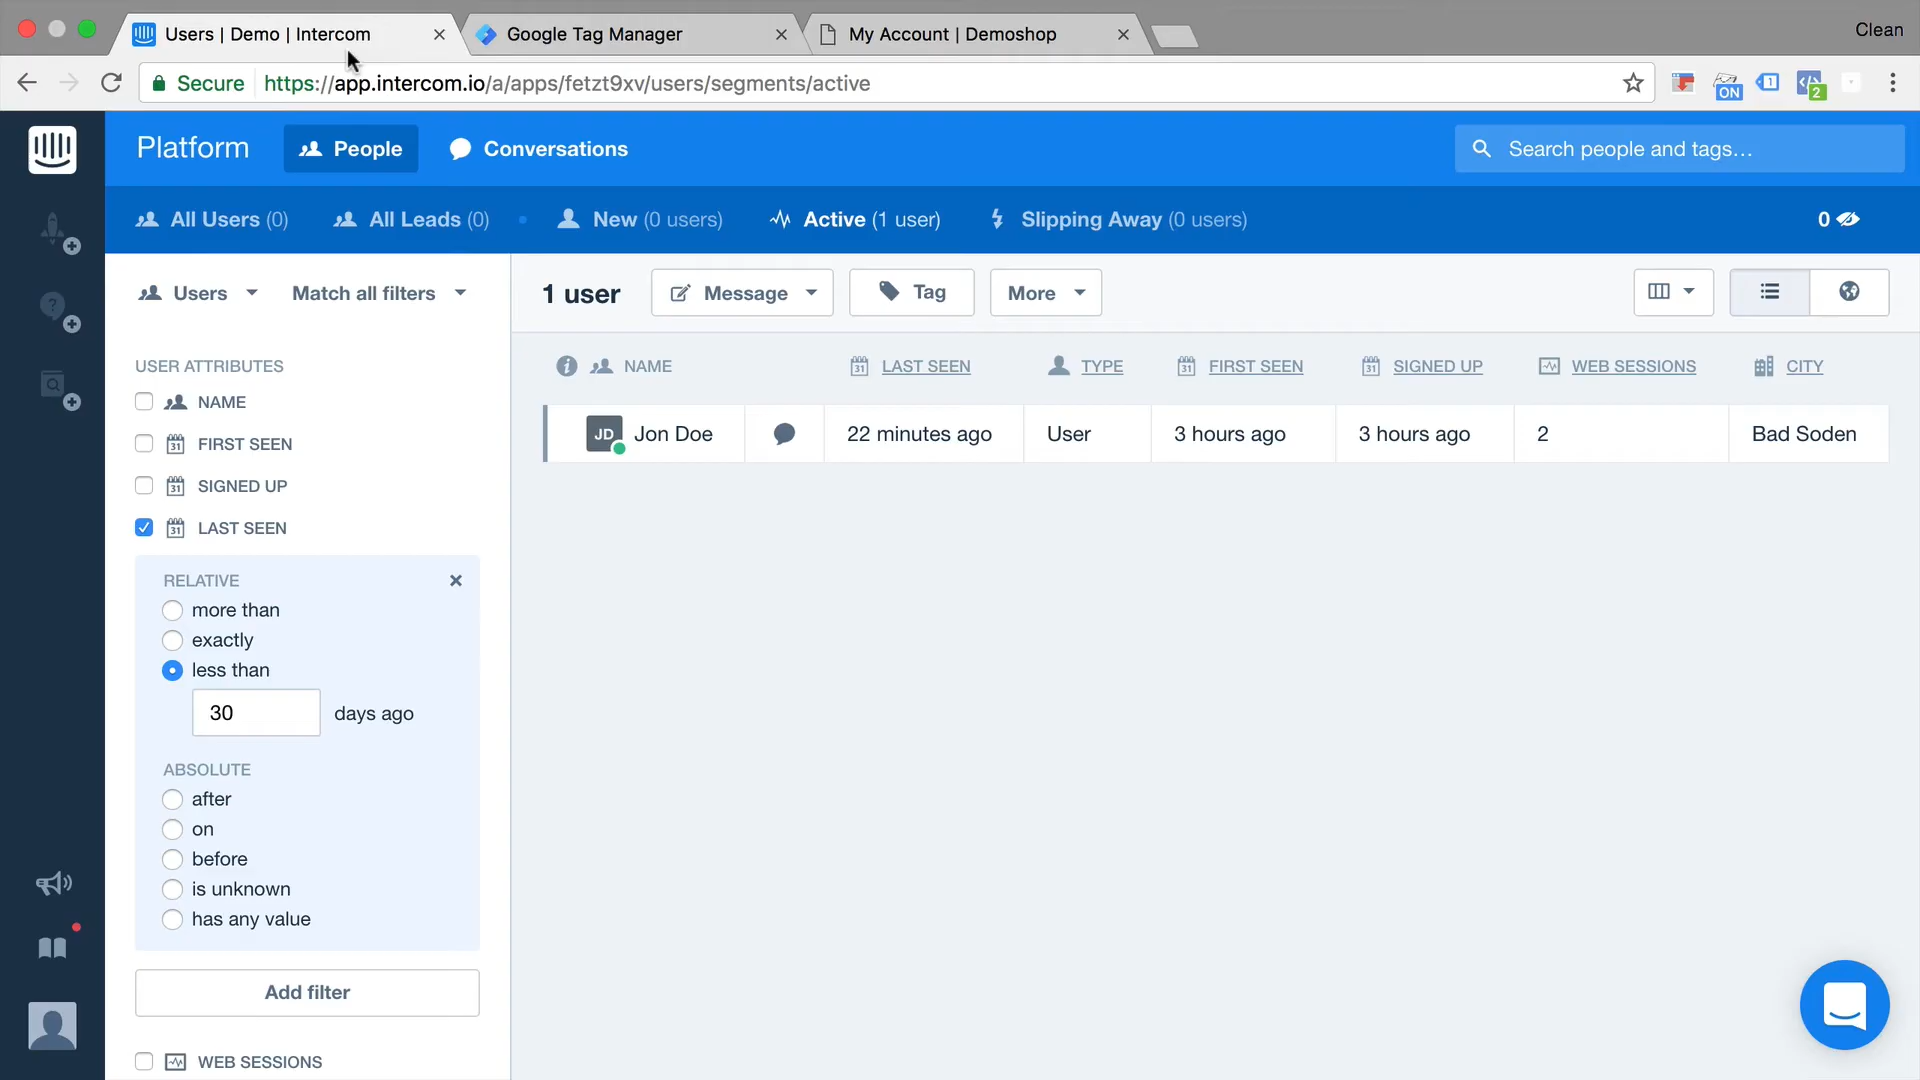 Users | Demo | Intercom
Google Tag Manager
My Account | Demoshop
Clean
Secure
https://app.intercom.io/a/apps/fetzt9xv/users/segments/active
ON
1
2
Platform
People
Conversations
Search people and tags…
All Users (0)
All Leads (0)
New (0 users)
Active (1 user)
Slipping Away (0 users)
0
Users
Match all filters
1 user
Message
Tag
More
USER ATTRIBUTES
NAME
FIRST SEEN
SIGNED UP
LAST SEEN
RELATIVE
more than
exactly
less than
30 days ago
ABSOLUTE
after
on
before
is unknown
has any value
Add filter
WEB SESSIONS
NAME
31 LAST SEEN
TYPE
31 FIRST SEEN
31 SIGNED UP
WEB SESSIONS
CITY
JD Jon Doe
22 minutes ago
User
3 hours ago
3 hours ago
2
Bad Soden